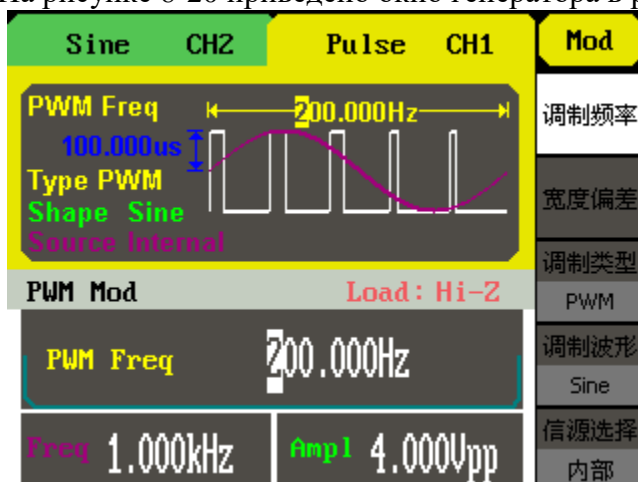 Sine CH2 Pulse CH1 Mod
PWM Freq 200.000Hz
调制频率
100.000us
Type PWM
宽度偏差
Shape Sine
Source Internal
调制类型
PWM Mod Load: Hi-Z
PWM
调制波形
PWM Freq 200.000Hz
Sine
信源选择
Freq 1.000kHz Ampl 4.000Vpp
内部